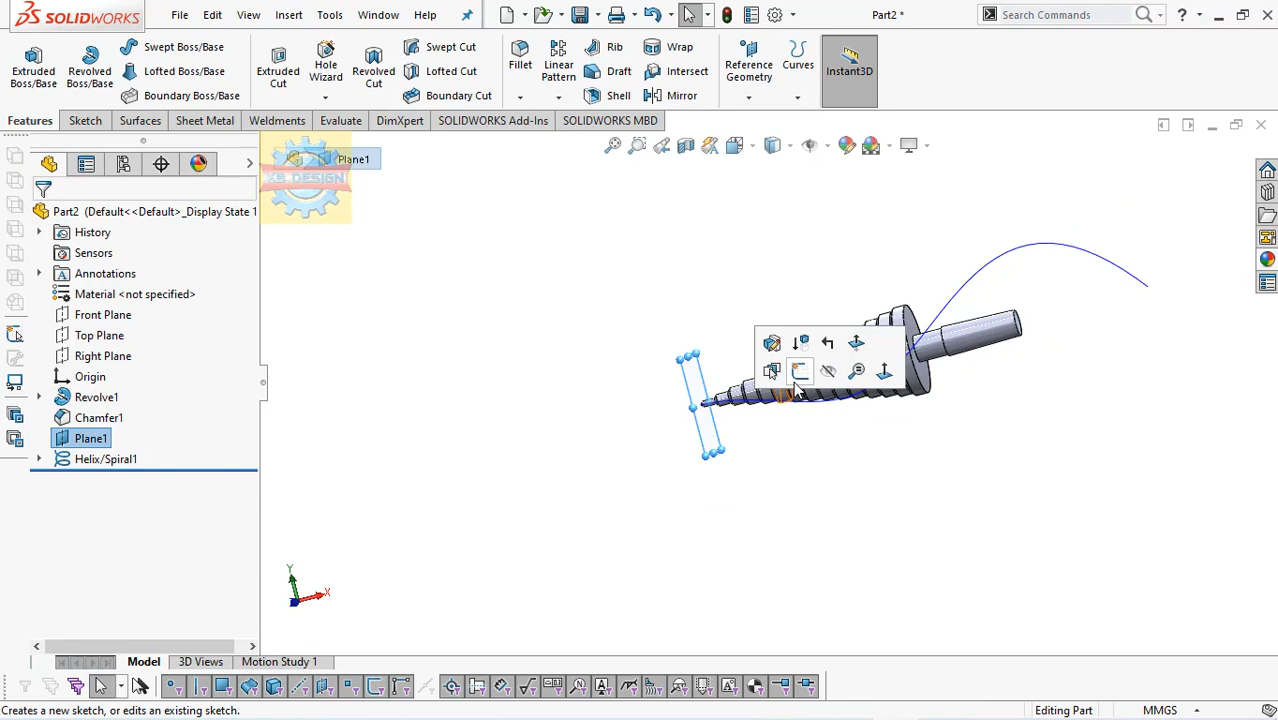 SOLIDWORKS
File Edit View Insert Tools Window Help
Part2 *
Search Commands
?
Extruded Boss/Base
Revolved Boss/Base
Swept Boss/Base
Lofted Boss/Base
Boundary Boss/Base
Extruded Cut
Hole Wizard
Revolved Cut
Swept Cut
Lofted Cut
Boundary Cut
Fillet
Linear Pattern
Rib
Draft
Shell
Wrap
Intersect
Mirror
Reference Geometry
Curves
Instant3D
Features Sketch Surfaces Sheet Metal Weldments Evaluate DimXpert SOLIDWORKS Add-Ins SOLIDWORKS MBD
Plane1
Part2 (Default<<Default>_Display State 1
History
Sensors
Annotations
Material <not specified>
Front Plane
Top Plane
Right Plane
Origin
Revolve1
Chamfer1
Plane1
Helix/Spiral1
Y
X
Model 3D Views Motion Study 1
Creates a new sketch, or edits an existing sketch.
Editing Part
MMGS